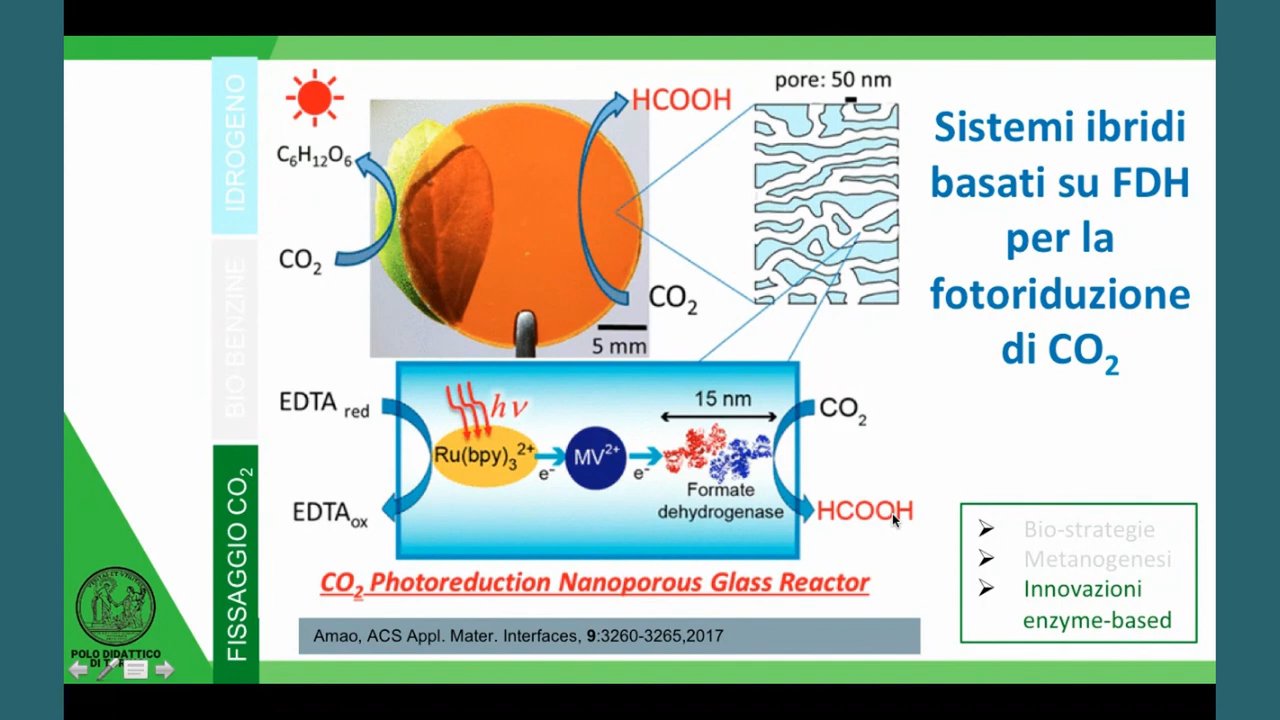 IDROGENO
BIO-BENZINE
FISSAGGIO CO2
C6H12O6
CO2
HCOOH
CO2
5 mm
pore: 50 nm
Sistemi ibridi
basati su FDH
per la
fotoriduzione
di CO2
EDTA red
EDTAox
hν
Ru(bpy)3 2+
e-
MV2+
e-
15 nm
Formate
dehydrogenase
CO2
HCOOH
CO2 Photoreduction Nanoporous Glass Reactor
Amao, ACS Appl. Mater. Interfaces, 9:3260-3265,2017
Bio-strategie
Metanogenesi
Innovazioni
enzyme-based
POLO DIDATTICO